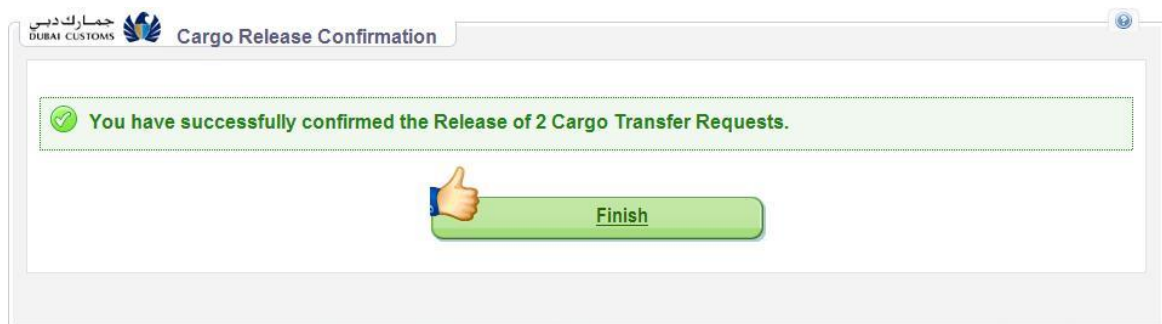 جمارك دبي
DUBAI CUSTOMS
Cargo Release Confirmation
You have successfully confirmed the Release of 2 Cargo Transfer Requests.
Finish